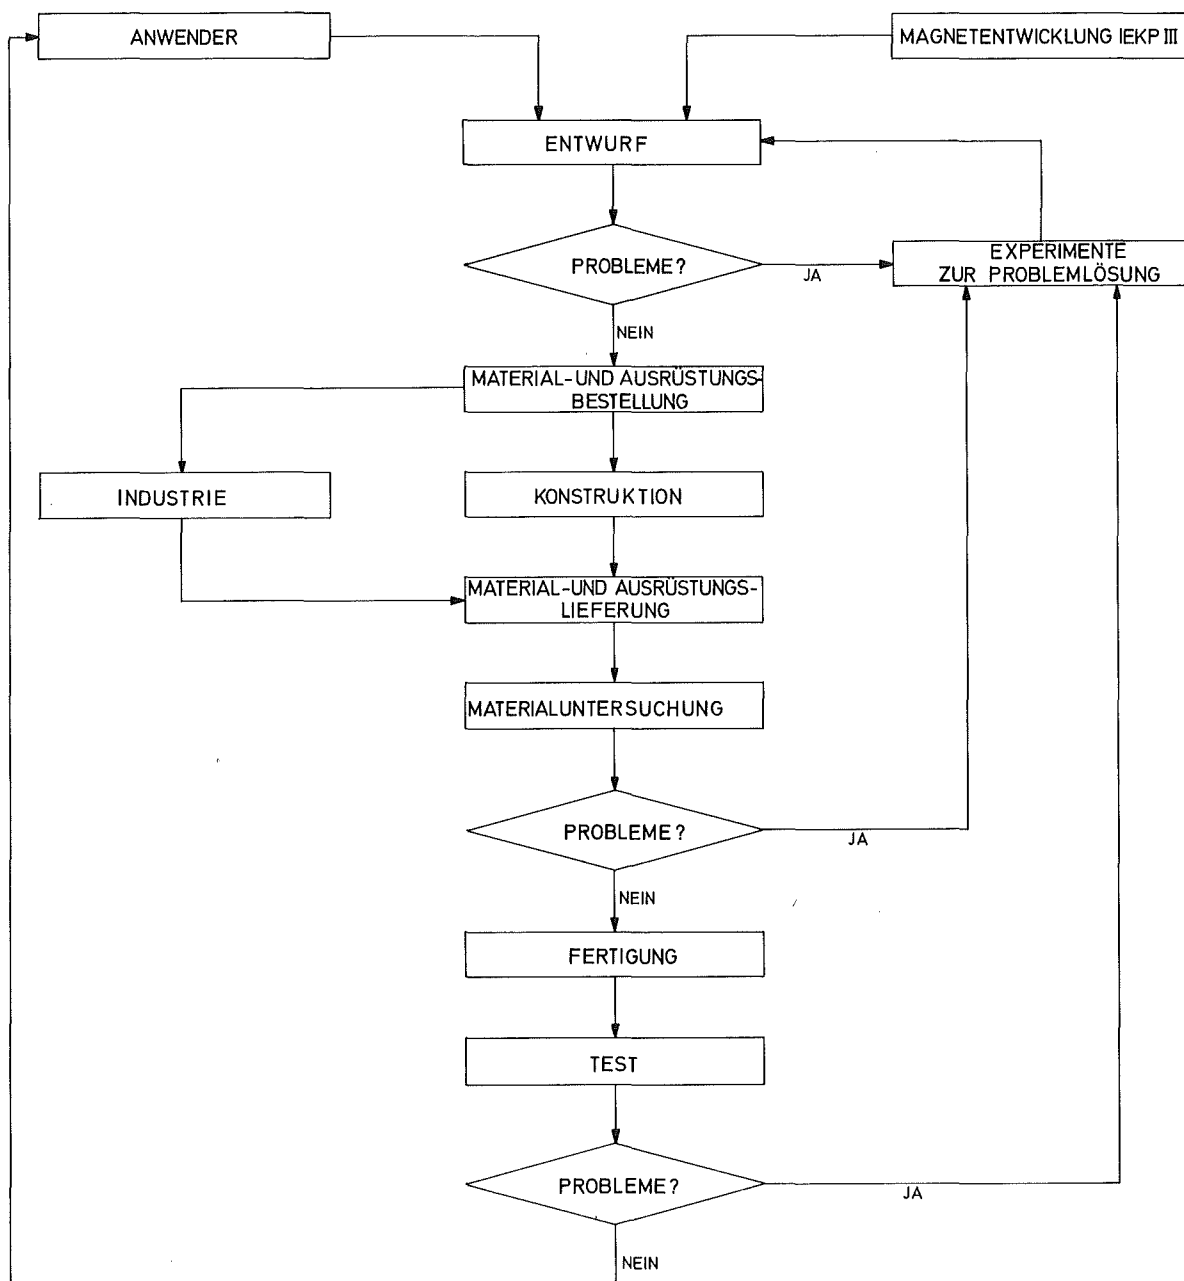 ANWENDER
MAGNETENTWICKLUNG IEKP III
ENTWURF
PROBLEME?
JA
EXPERIMENTE
ZUR PROBLEMLÖSUNG
NEIN
MATERIAL-UND AUSRÜSTUNGS-
BESTELLUNG
INDUSTRIE
KONSTRUKTION
MATERIAL-UND AUSRÜSTUNGS-
LIEFERUNG
MATERIALUNTERSUCHUNG
PROBLEME?
JA
NEIN
FERTIGUNG
TEST
PROBLEME?
JA
NEIN